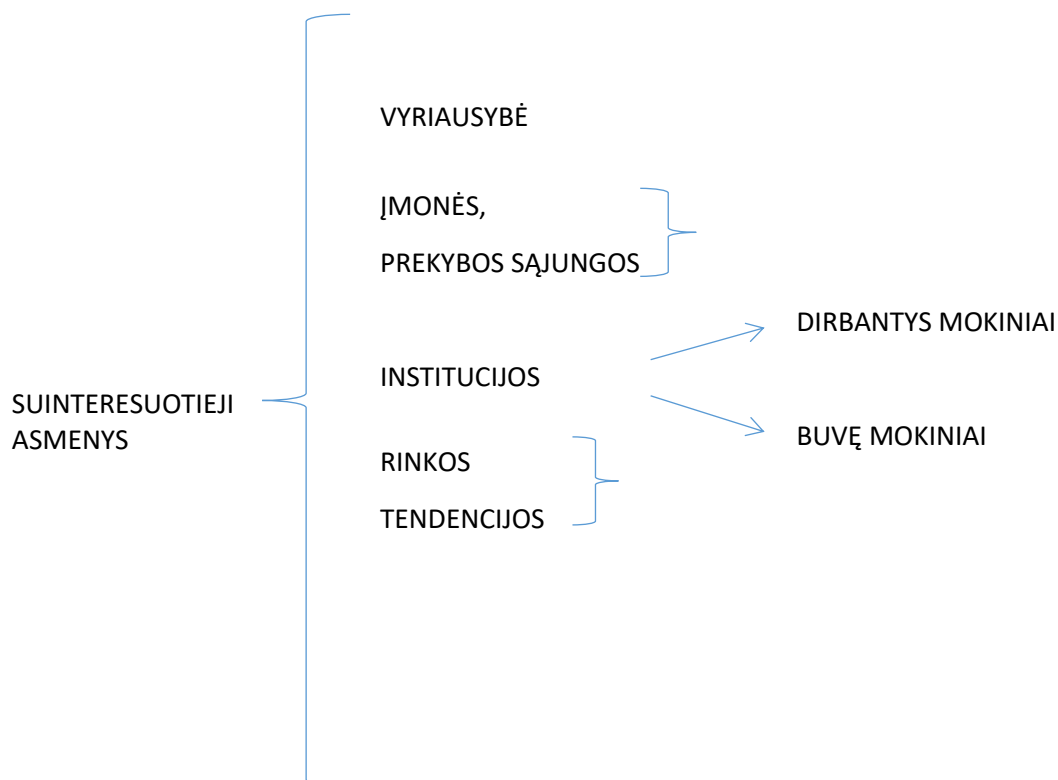 VYRIAUSYBĖ
ĮMONĖS,
PREKYBOS SĄJUNGOS
DIRBANTYS MOKINIAI
INSTITUCIJOS
SUINTERESUOTIEJI
ASMENYS
BUVĘ MOKINIAI
RINKOS
TENDENCIJOS